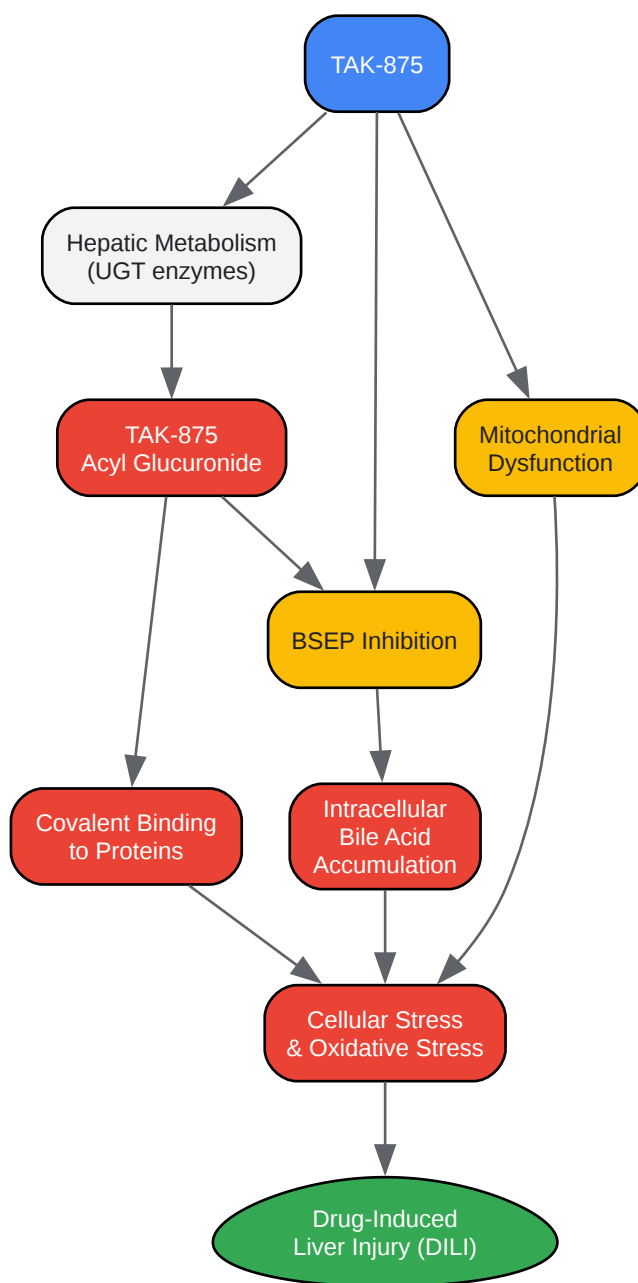 TAK-875
Hepatic Metabolism
(UGT enzymes)
TAK-875
Acyl Glucuronide
Mitochondrial
Dysfunction
BSEP Inhibition
Covalent Binding
to Proteins
Intracellular
Bile Acid
Accumulation
Cellular Stress
& Oxidative Stress
Drug-Induced
Liver Injury (DILI)